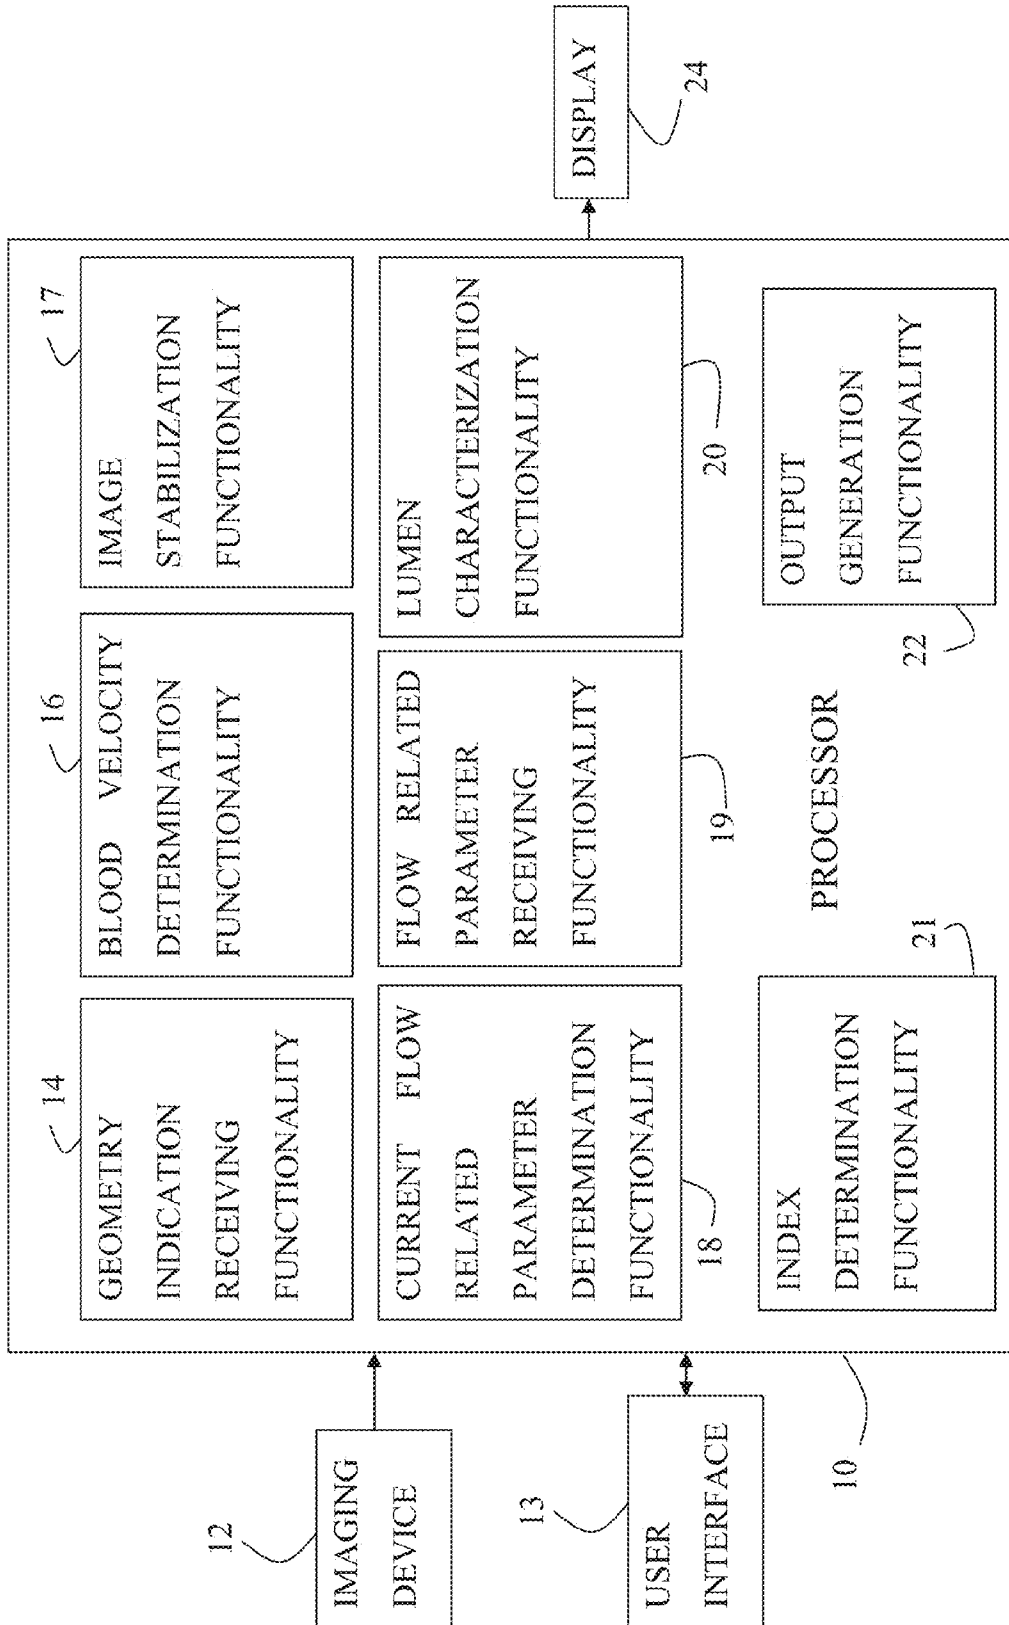 12
IMAGING
DEVICE
13
USER
INTERFACE
10
14
GEOMETRY
INDICATION
RECEIVING
FUNCTIONALITY
16
BLOOD VELOCITY
DETERMINATION
FUNCTIONALITY
17
IMAGE
STABILIZATION
FUNCTIONALITY
CURRENT FLOW
RELATED
PARAMETER
DETERMINATION
FUNCTIONALITY
18
FLOW RELATED
PARAMETER
RECEIVING
FUNCTIONALITY
19
LUMEN
CHARACTERIZATION
FUNCTIONALITY
20
21
INDEX
DETERMINATION
FUNCTIONALITY
PROCESSOR
22
OUTPUT
GENERATION
FUNCTIONALITY
DISPLAY
24